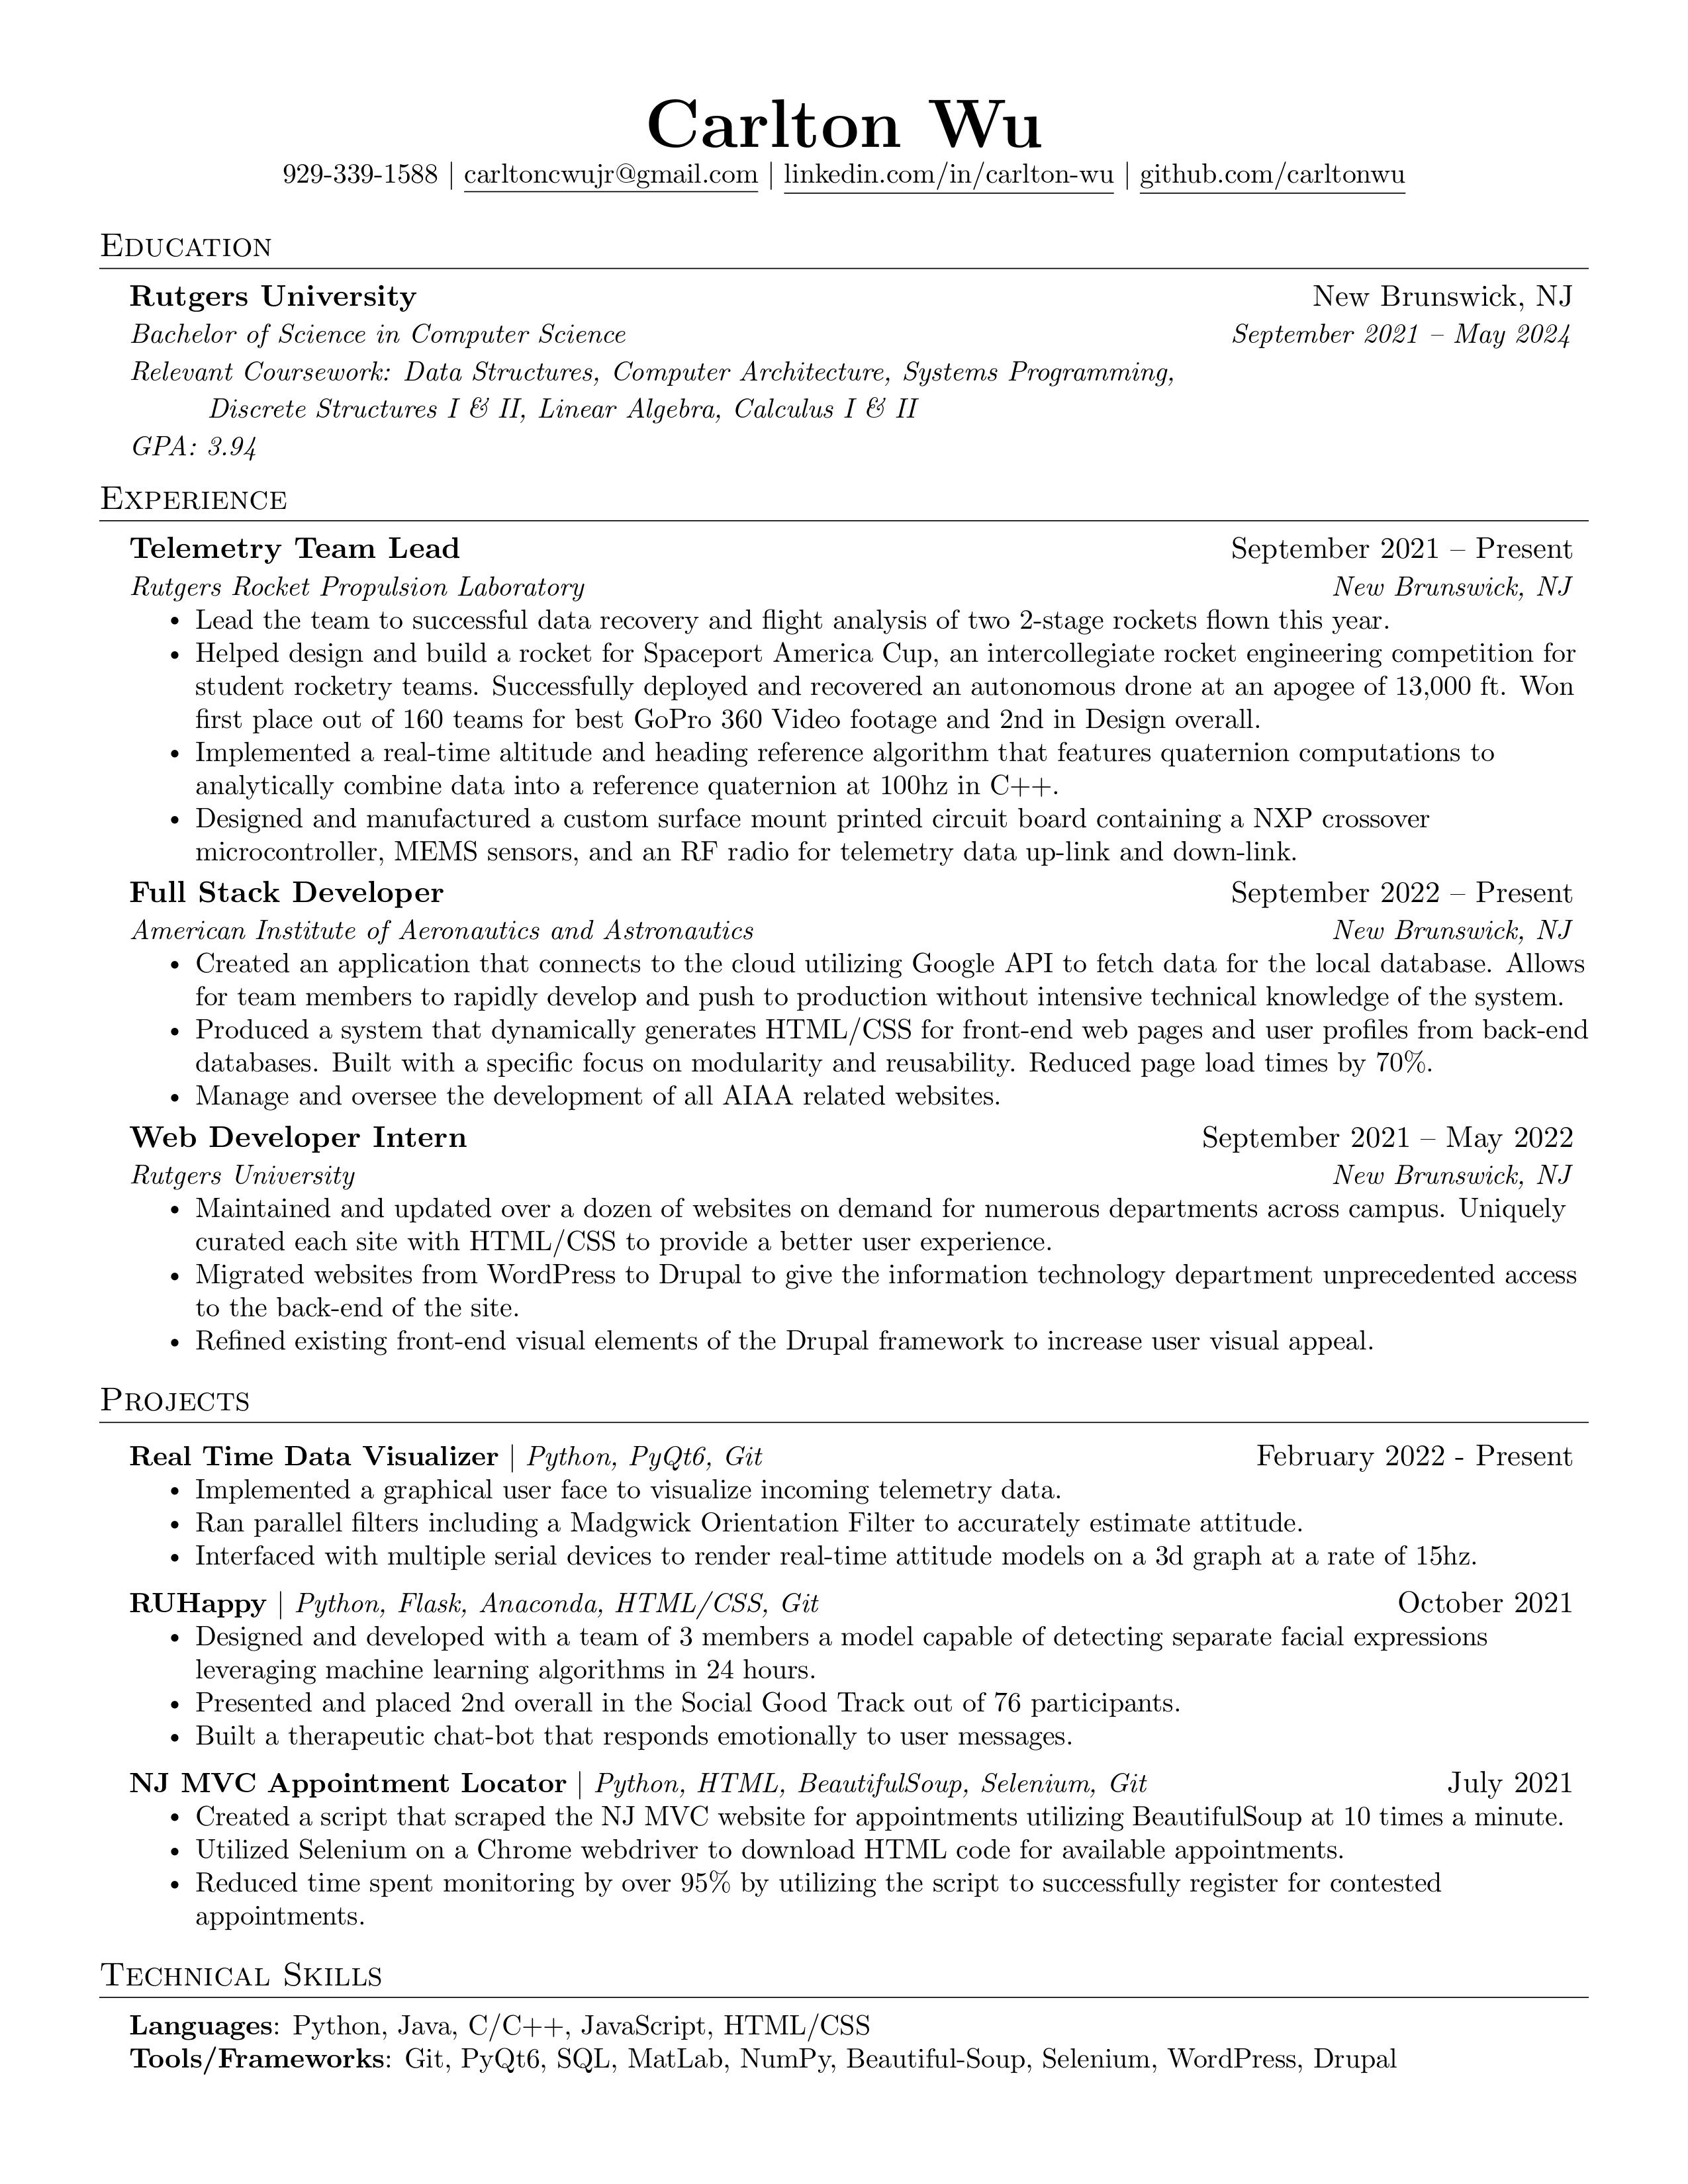 Carlton Wu
929-339-1588 | carltoncwujr@gmail.com | linkedin.com/in/carlton-wu | github.com/carltonwu
Education
Rutgers University New Brunswick, NJ
Bachelor of Science in Computer Science September 2021 – May 2024
Relevant Coursework: Data Structures, Computer Architecture, Systems Programming,
Discrete Structures I & II, Linear Algebra, Calculus I & II
GPA: 3.94
Experience
Telemetry Team Lead September 2021 – Present
Rutgers Rocket Propulsion Laboratory New Brunswick, NJ
• Lead the team to successful data recovery and flight analysis of two 2-stage rockets flown this year.
• Helped design and build a rocket for Spaceport America Cup, an intercollegiate rocket engineering competition for
student rocketry teams. Successfully deployed and recovered an autonomous drone at an apogee of 13,000 ft. Won
first place out of 160 teams for best GoPro 360 Video footage and 2nd in Design overall.
• Implemented a real-time altitude and heading reference algorithm that features quaternion computations to
analytically combine data into a reference quaternion at 100hz in C++.
• Designed and manufactured a custom surface mount printed circuit board containing a NXP crossover
microcontroller, MEMS sensors, and an RF radio for telemetry data up-link and down-link.
Full Stack Developer September 2022 – Present
American Institute of Aeronautics and Astronautics New Brunswick, NJ
• Created an application that connects to the cloud utilizing Google API to fetch data for the local database. Allows
for team members to rapidly develop and push to production without intensive technical knowledge of the system.
• Produced a system that dynamically generates HTML/CSS for front-end web pages and user profiles from back-end
databases. Built with a specific focus on modularity and reusability. Reduced page load times by 70%.
• Manage and oversee the development of all AIAA related websites.
Web Developer Intern September 2021 – May 2022
Rutgers University New Brunswick, NJ
• Maintained and updated over a dozen of websites on demand for numerous departments across campus. Uniquely
curated each site with HTML/CSS to provide a better user experience.
• Migrated websites from WordPress to Drupal to give the information technology department unprecedented access
to the back-end of the site.
• Refined existing front-end visual elements of the Drupal framework to increase user visual appeal.
Projects
Real Time Data Visualizer | Python, PyQt6, Git February 2022 - Present
• Implemented a graphical user face to visualize incoming telemetry data.
• Ran parallel filters including a Madgwick Orientation Filter to accurately estimate attitude.
• Interfaced with multiple serial devices to render real-time attitude models on a 3d graph at a rate of 15hz.
RUHappy | Python, Flask, Anaconda, HTML/CSS, Git October 2021
• Designed and developed with a team of 3 members a model capable of detecting separate facial expressions
leveraging machine learning algorithms in 24 hours.
• Presented and placed 2nd overall in the Social Good Track out of 76 participants.
• Built a therapeutic chat-bot that responds emotionally to user messages.
NJ MVC Appointment Locator | Python, HTML, BeautifulSoup, Selenium, Git July 2021
• Created a script that scraped the NJ MVC website for appointments utilizing BeautifulSoup at 10 times a minute.
• Utilized Selenium on a Chrome webdriver to download HTML code for available appointments.
• Reduced time spent monitoring by over 95% by utilizing the script to successfully register for contested
appointments.
Technical Skills
Languages: Python, Java, C/C++, JavaScript, HTML/CSS
Tools/Frameworks: Git, PyQt6, SQL, MatLab, NumPy, Beautiful-Soup, Selenium, WordPress, Drupal